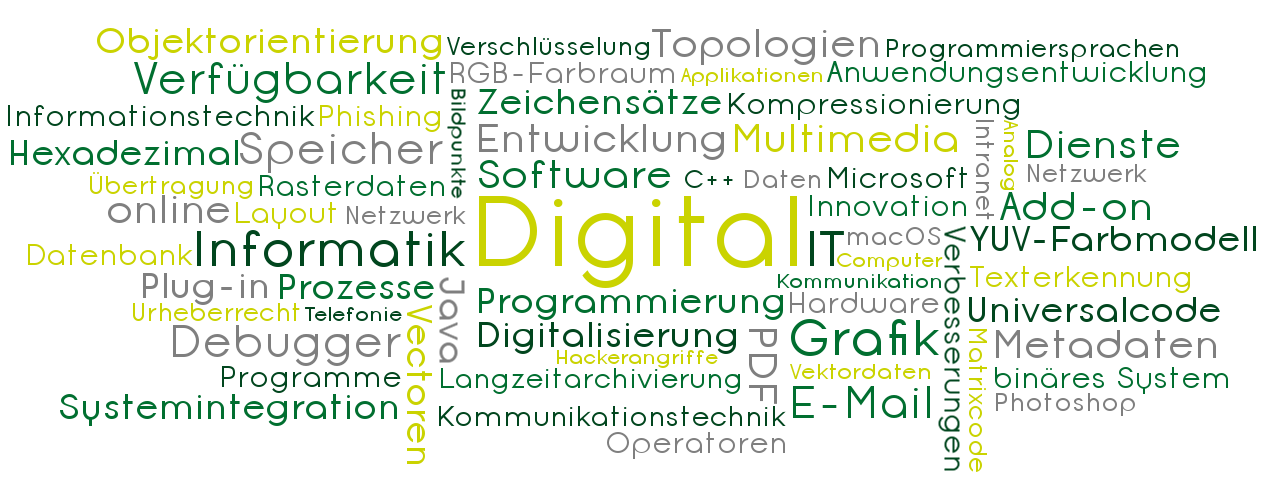 Objektorientierung
Verschlüsselung
Topologien
Programmiersprachen
Verfügbarkeit
RGB-Farbraum
Applikationen
Anwendungsentwicklung
Informationstechnik
Phishing
Bildpunkte
Zeichensätze
Kompressionierung
Hexadezimal
Speicher
Entwicklung
Multimedia
Intranet
Analog
Dienste
Übertragung
Rasterdaten
Software
C++
Daten
Microsoft
Netzwerk
online
Layout
Netzwerk
Digital
Innovation
Add-on
Datenbank
Informatik
IT
macOS
Computer
Verbesserungen
YUV-Farbmodell
Plug-in
Prozesse
Java
Kommunikation
Texterkennung
Urheberrecht
Telefonie
Vectoren
Programmierung
Hardware
Universalcode
Debugger
Digitalisierung
PDF
Grafik
Matrixcode
Metadaten
Hackerangriffe
Programme
Langzeitarchivierung
Vektordaten
binäres System
Systemintegration
Kommunikationstechnik
E-Mail
Photoshop
Operatoren